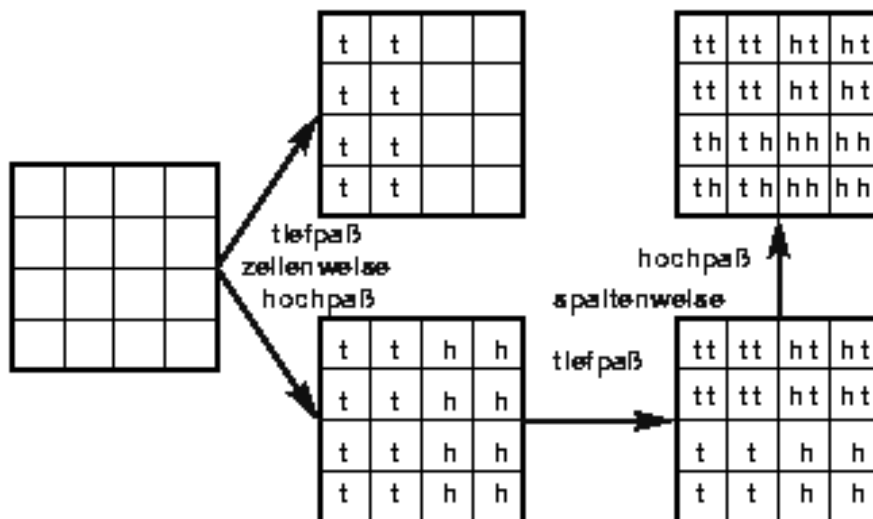 t t
t t
t t
t t
tiefpaß
zeilenweise
hochpaß
t t h h
t t h h
t t h h
t t h h
hochpaß
spaltenweise
tiefpaß
tt tt ht ht
tt tt ht ht
th th hh hh
th th hh hh
tt tt ht ht
tt tt ht ht
t t h h
t t h h